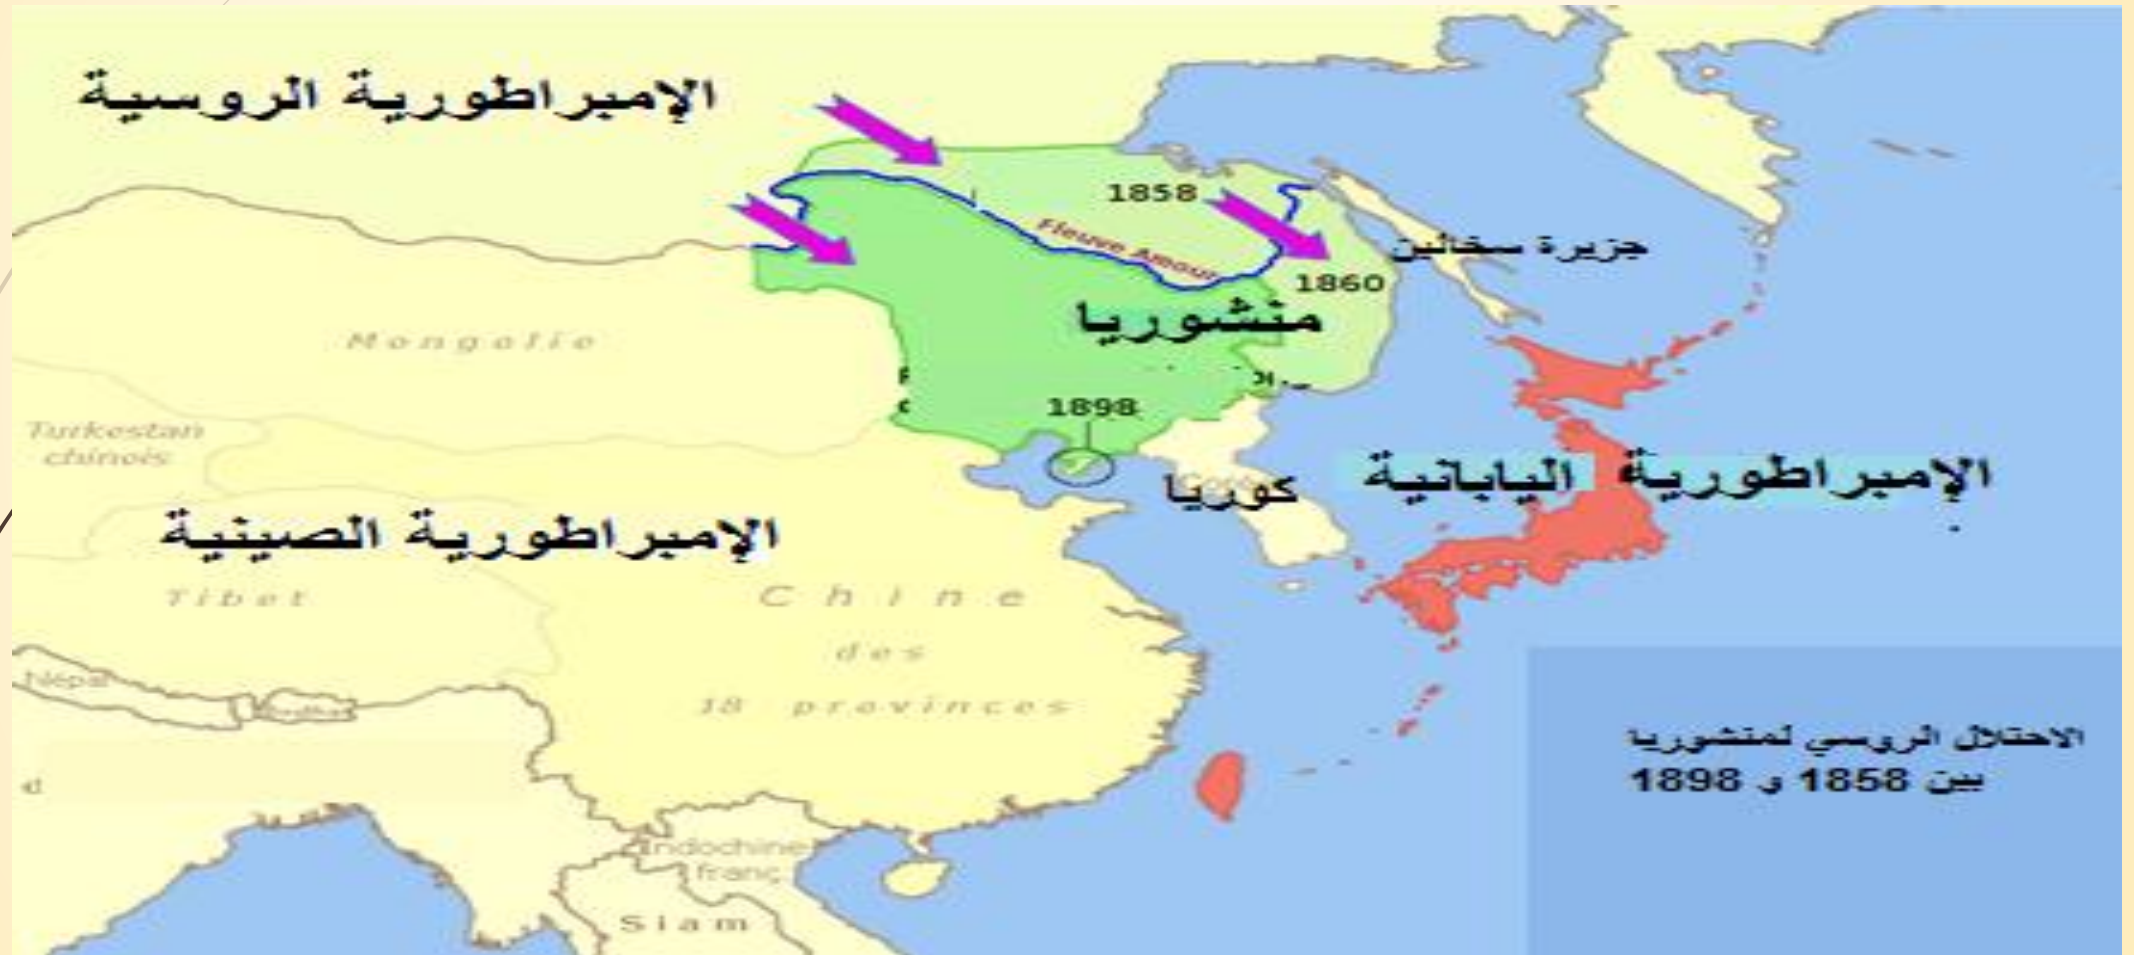 الإمبراطورية الروسية
1858
Fleuve Amour
جزيرة سخالين
1860
منشوريا
Mongolie
1898
Turkestan
chinois
الإمبراطورية اليابانية
كوريا
الإمبراطورية الصينية
Tibet
Chine
des
18 provinces
Népal
الاحتلال الروسي لمنشوريا
بين 1858 و 1898
Indochine
franç
Siam
d